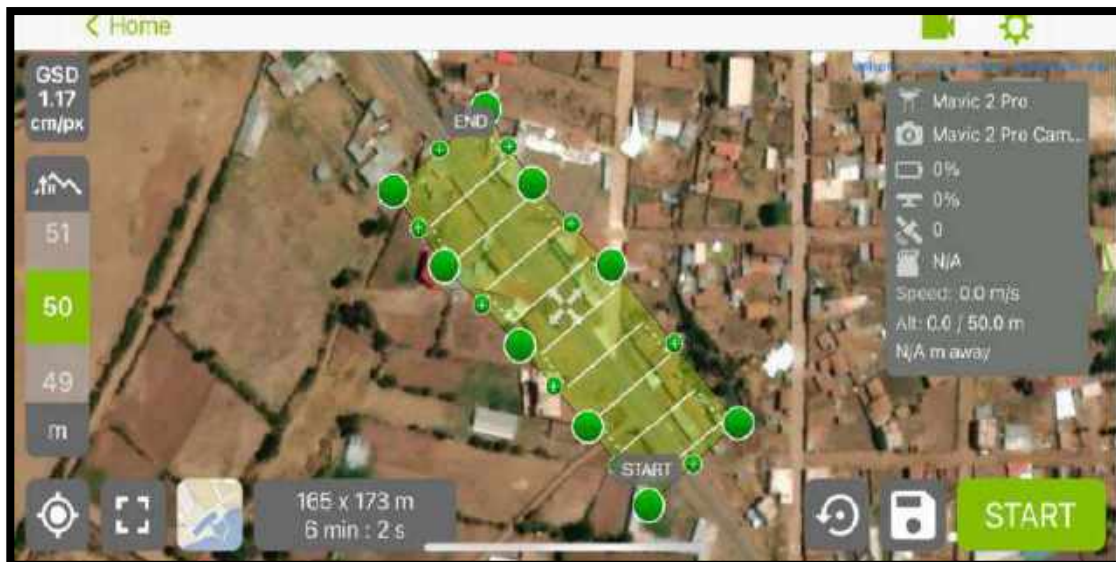 Home
GSD
1.17
cm/px
51
50
49
m
END
START
165 x 173 m
6 min : 2 s
Mavic 2 Pro
Mavic 2 Pro Cam...
0%
0%
0
N/A
Speed: 0.0 m/s
Alt: 0.0 / 50.0 m
N/A m away
START